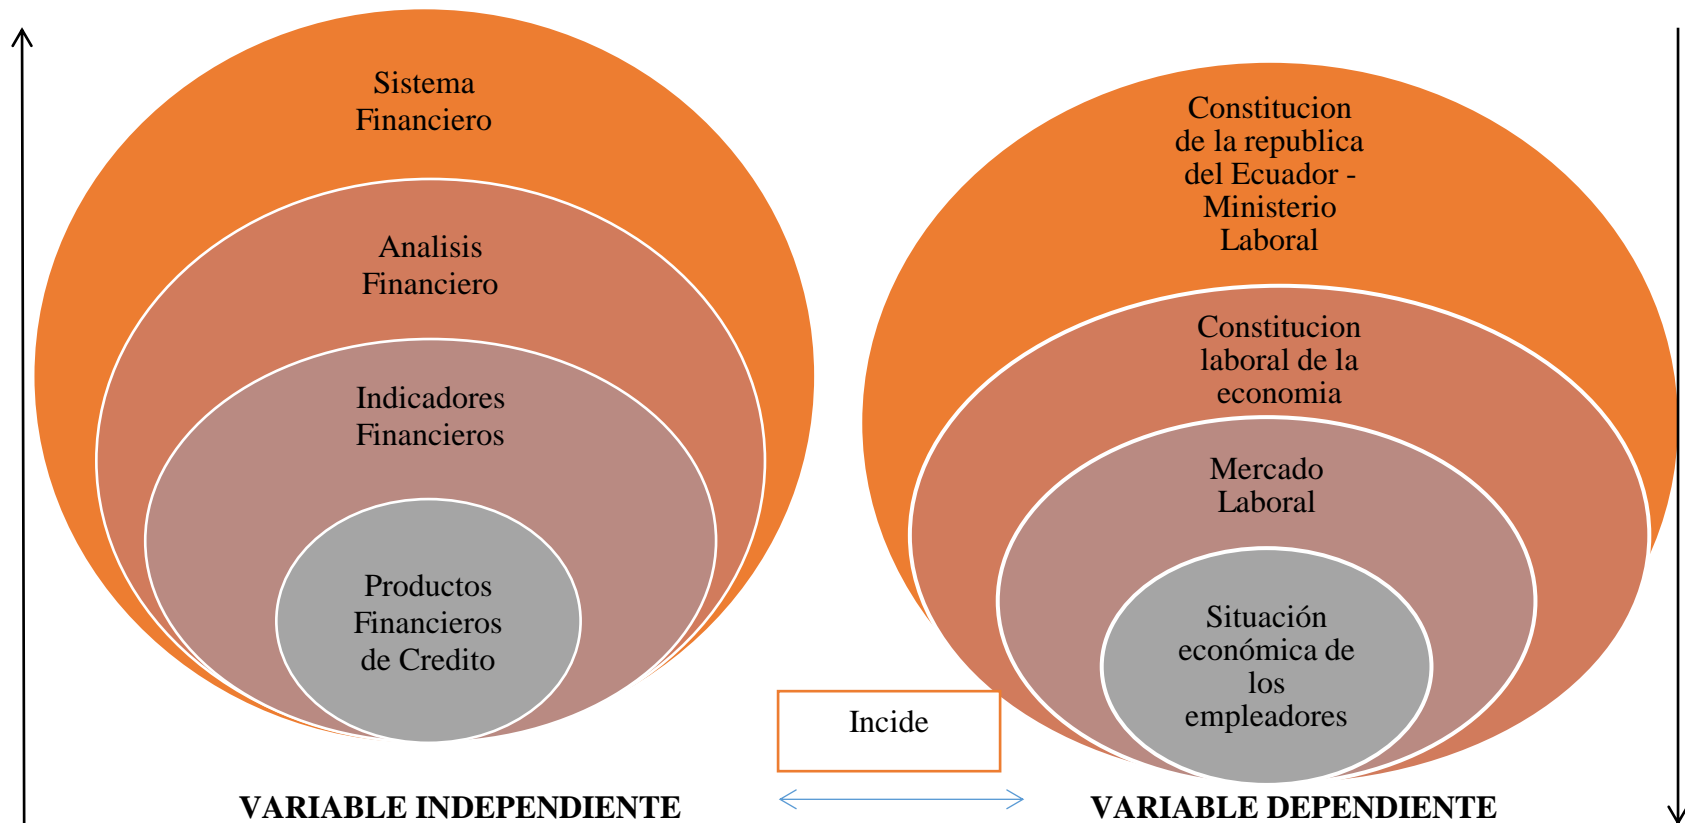 Sistema
Financiero
Analisis
Financiero
Indicadores
Financieros
Productos
Financieros
de Credito
VARIABLE INDEPENDIENTE
Incide
Constitucion
de la republica
del Ecuador -
Ministerio
Laboral
Constitucion
laboral de la
economia
Mercado
Laboral
Situación
económica de
los
empleadores
VARIABLE DEPENDIENTE